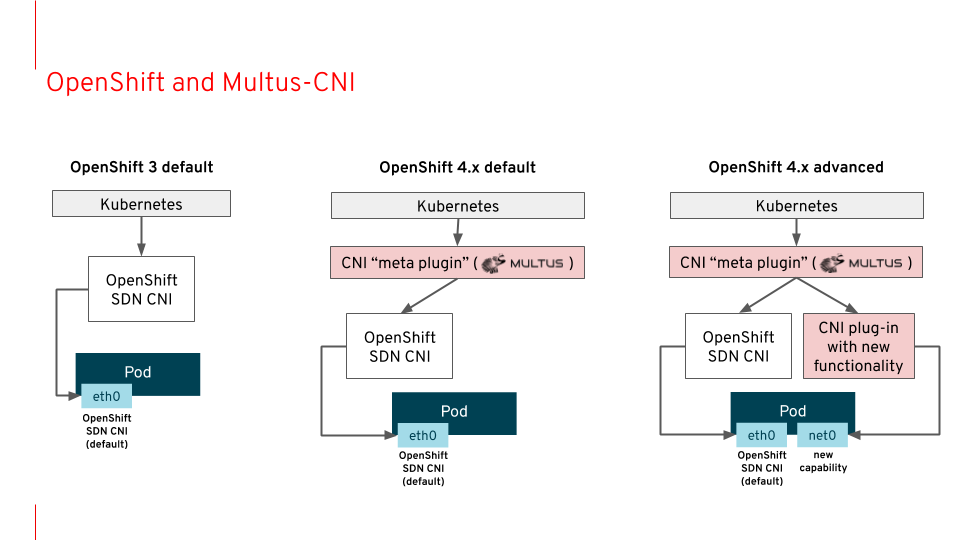 OpenShift and Multus-CNI
OpenShift 3 default
Kubernetes
OpenShift
SDN CNI
Pod
eth0
OpenShift
SDN CNI
(default)
OpenShift 4.x default
Kubernetes
CNI “meta plugin” ( MULTUS )
OpenShift
SDN CNI
Pod
eth0
OpenShift
SDN CNI
(default)
OpenShift 4.x advanced
Kubernetes
CNI “meta plugin” ( MULTUS )
OpenShift
SDN CNI
CNI plug-in
with new
functionality
Pod
eth0
net0
OpenShift
SDN CNI
(default)
new
capability